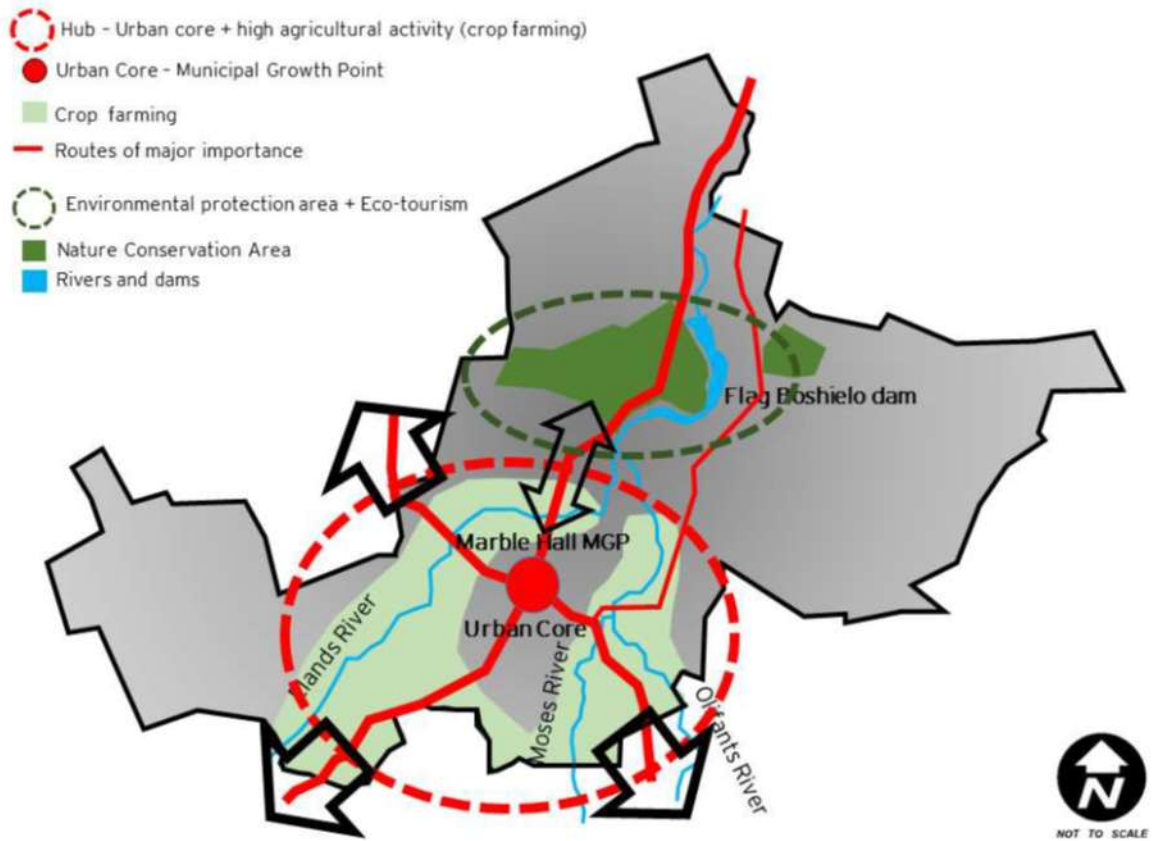 Hub - Urban core + high agricultural activity (crop farming)
Urban Core - Municipal Growth Point
Crop farming
Routes of major importance
Environmental protection area + Eco-tourism
Nature Conservation Area
Rivers and dams
Flag Boshielo dam
Marble Hall MGP
Urban Core
Elands River
Moses River
Olifants River
N
NOT TO SCALE